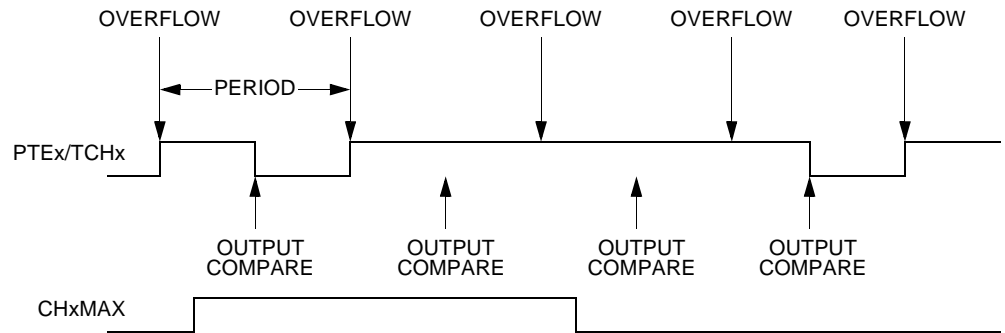 OVERFLOW OVERFLOW OVERFLOW OVERFLOW OVERFLOW
PERIOD
PTEx/TCHx
OUTPUT
COMPARE
OUTPUT
COMPARE
OUTPUT
COMPARE
OUTPUT
COMPARE
CHxMAX